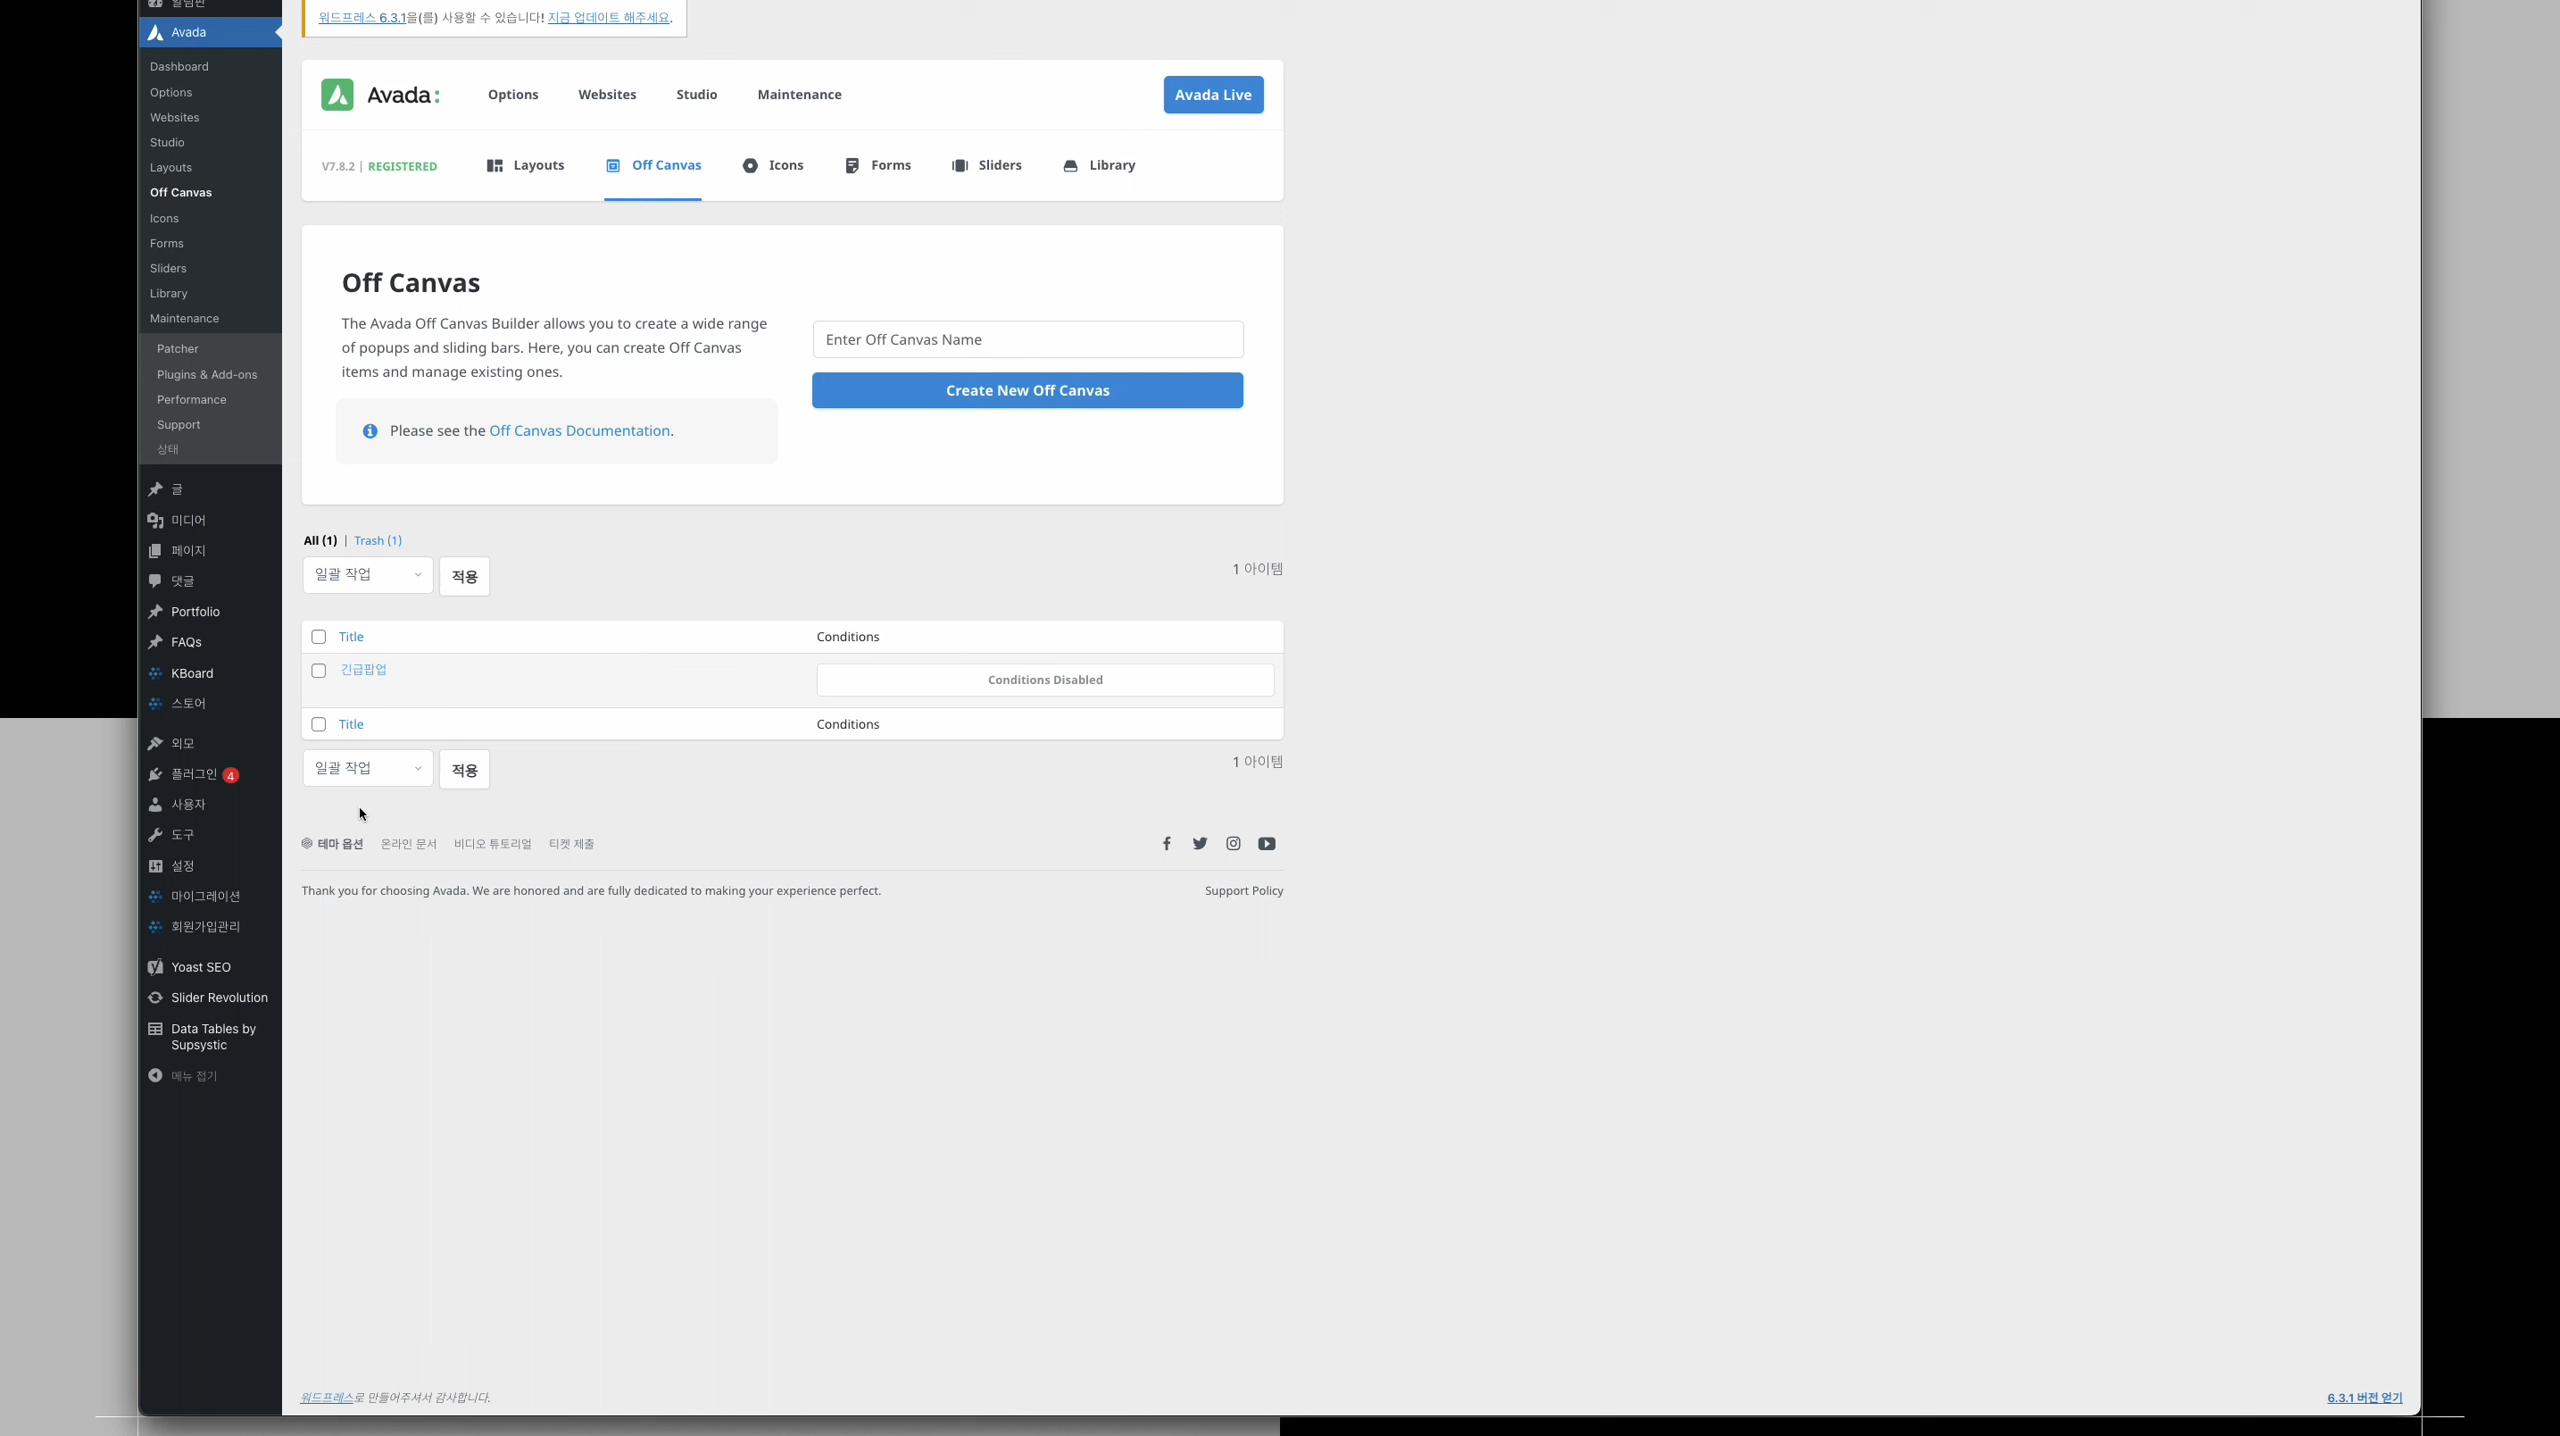 알림판
Avada
Dashboard
Options
Websites
Studio
Layouts
Off Canvas
Icons
Forms
Sliders
Library
Maintenance
Patcher
Plugins & Add-ons
Performance
Support
상태
글
미디어
페이지
댓글
Portfolio
FAQs
KBoard
스토어
외모
플러그인 4
사용자
도구
설정
마이그레이션
회원가입관리
Yoast SEO
Slider Revolution
Data Tables by
Supsystic
메뉴 접기
워드프레스 6.3.1을(를) 사용할 수 있습니다! 지금 업데이트 해주세요.
Avada: Options Websites Studio Maintenance Avada Live
V7.8.2 | REGISTERED Layouts Off Canvas Icons Forms Sliders Library
Off Canvas
The Avada Off Canvas Builder allows you to create a wide range
of popups and sliding bars. Here, you can create Off Canvas
items and manage existing ones.
Please see the Off Canvas Documentation.
Enter Off Canvas Name
Create New Off Canvas
All (1) | Trash (1)
일괄 작업 적용 1 아이템
Title Conditions
긴급팝업 Conditions Disabled
Title Conditions
일괄 작업 적용 1 아이템
테마 옵션 온라인 문서 비디오 튜토리얼 티켓 제출
Thank you for choosing Avada. We are honored and are fully dedicated to making your experience perfect. Support Policy
워드프레스로 만들어주셔서 감사합니다. 6.3.1 버전 얻기